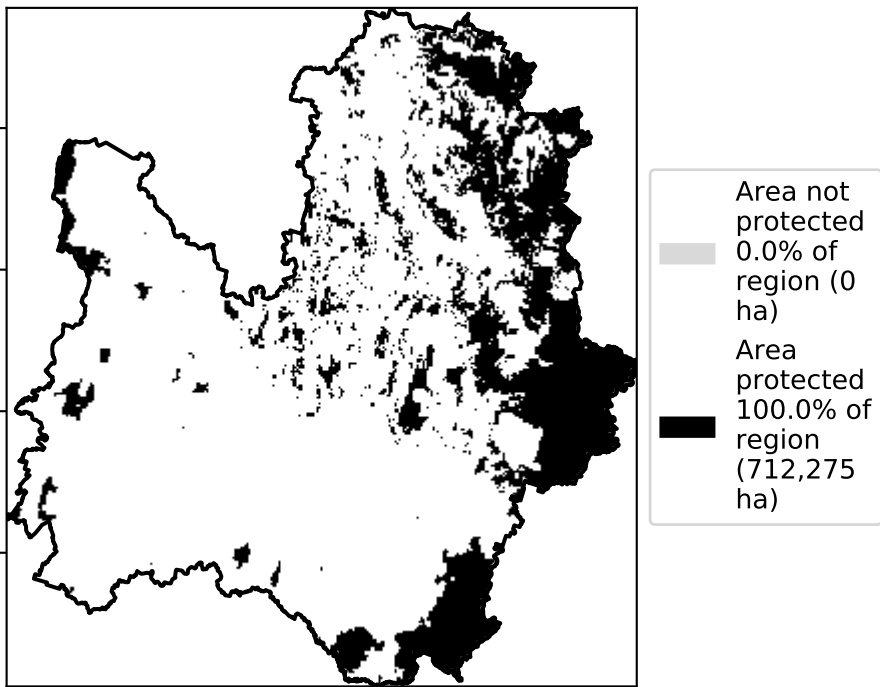 Area not
protected
0.0% of
region (0
ha)
Area
protected
100.0% of
region
(712,275
ha)